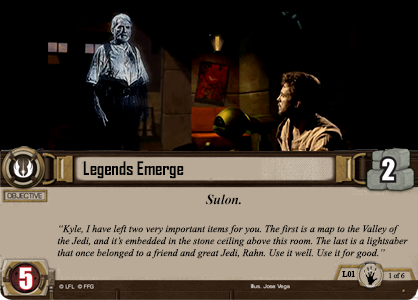 Legends Emerge
2
OBJECTIVE
Sulon.
“Kyle, I have left two very important items for you. The first is a map to the Valley of
the Jedi, and it’s embedded in the stone ceiling above this room. The last is a lightsaber
that once belonged to a friend and great Jedi, Rahn. Use it well. Use it for good.”
5
© LFL © FFG
Illus. Jose Vega
L01
1 of 6